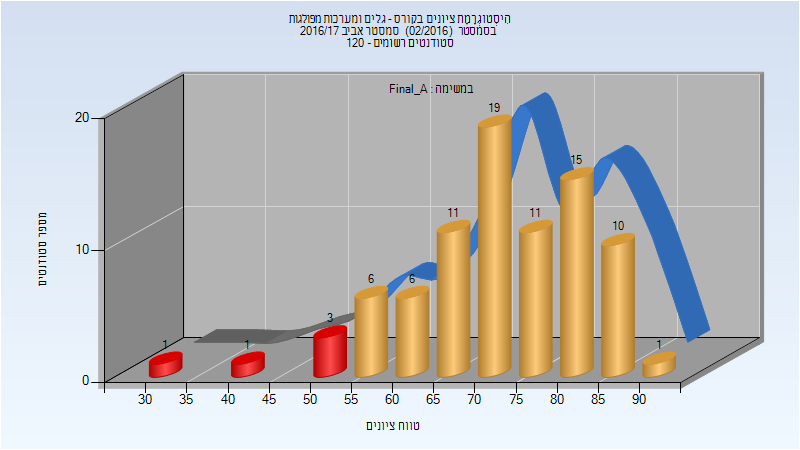 היסטוגרמת ציונים בקורס - גלים ומערכות מפולגות
בסמסטר (02/2016) סמסטר אביב 2016/17
סטודנטים רשומים - 120
במשימה : Final_A
מספר סטודנטים
20
10
0
1
1
3
6
6
11
19
11
15
10
1
30 35 40 45 50 55 60 65 70 75 80 85 90
טווח ציונים